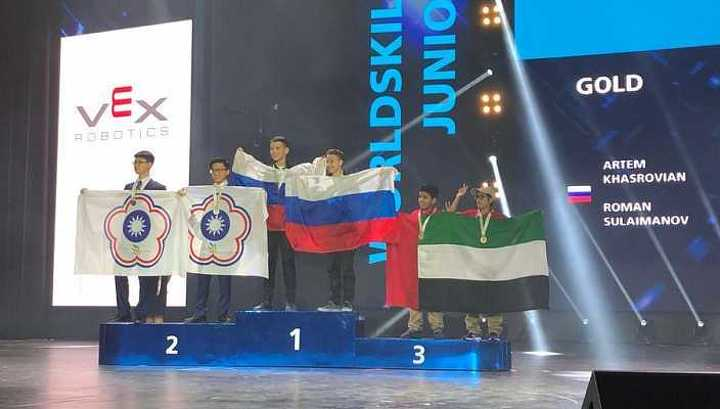 VEX
ROBOTICS
WORLDSKIL
JUNIO
GOLD
ARTEM
KHASROVIAN
ROMAN
SULAIMANOV
2
1
3